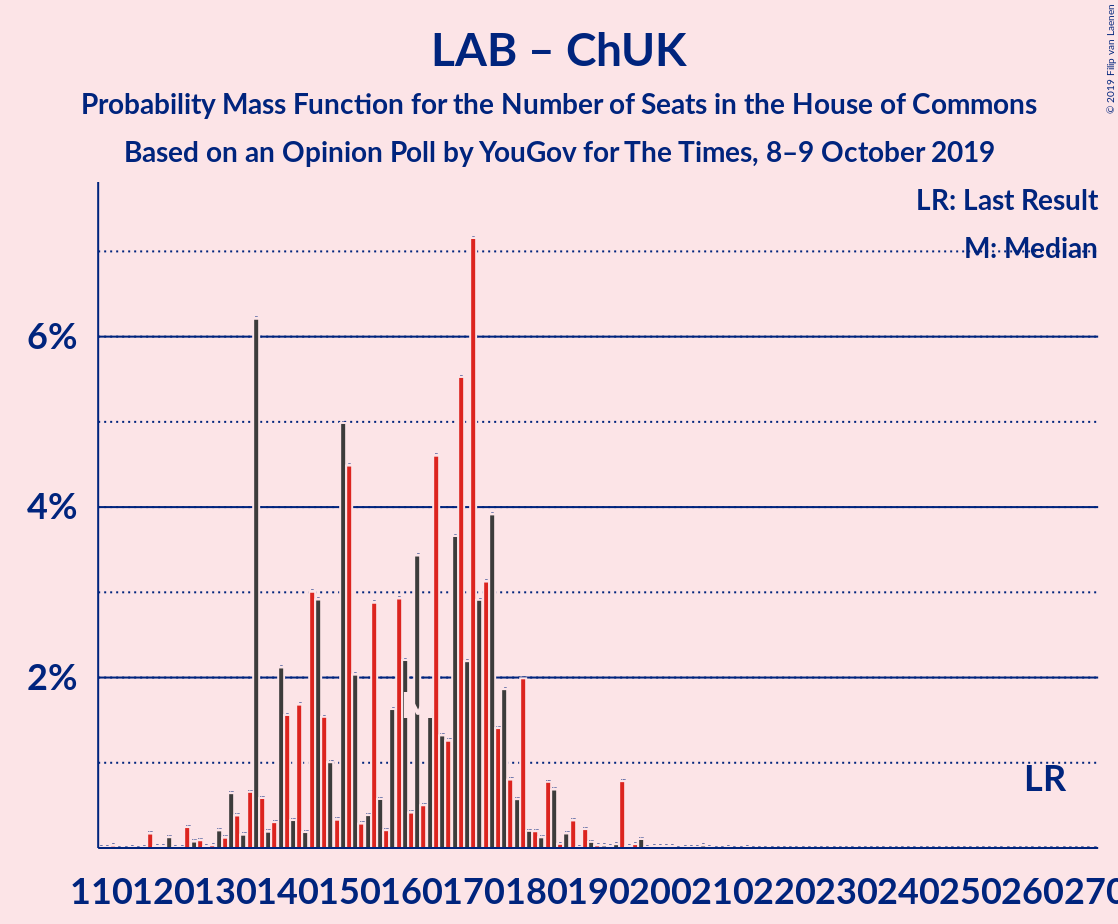 LAB – ChUK
Probability Mass Function for the Number of Seats in the House of Commons
Based on an Opinion Poll by YouGov for The Times, 8–9 October 2019
© 2019 Filip van Laenen
LR: Last Result
M: Median
6%
4%
2%
LR
110120130140150160170180190200210220230240250260270